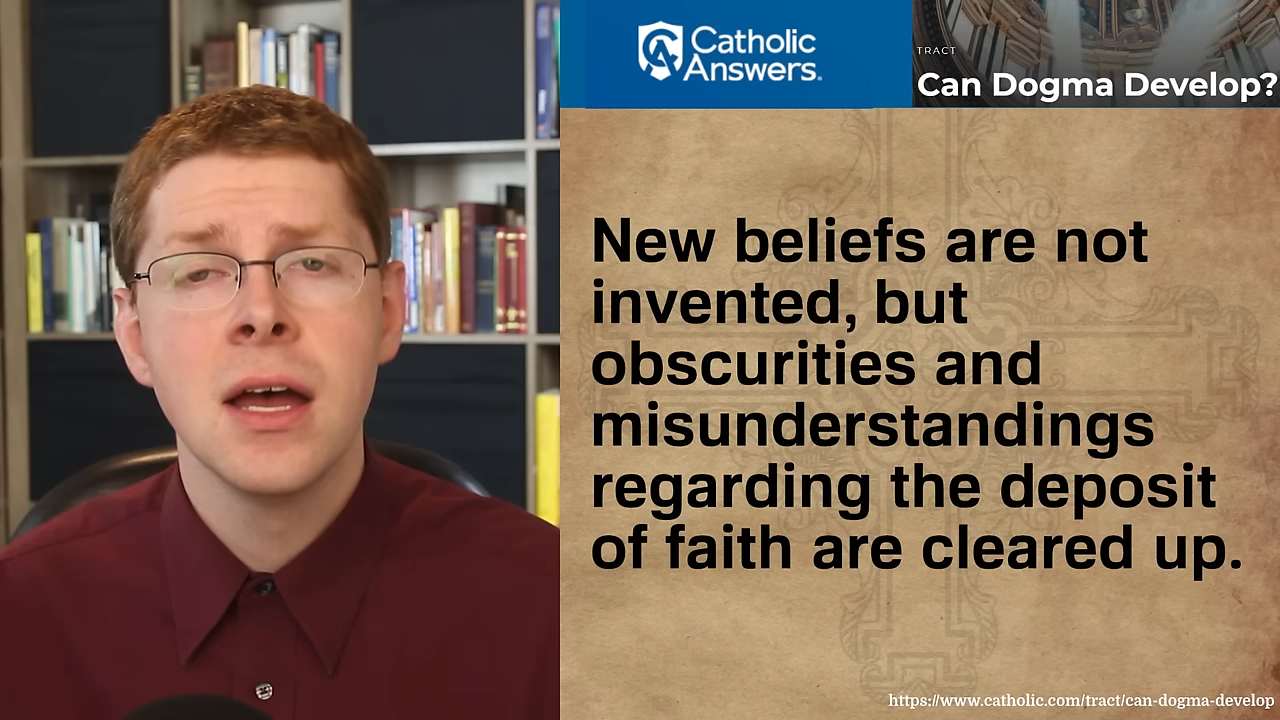 Catholic
Answers.
TRACT
Can Dogma Develop?
New beliefs are not
invented, but
obscurities and
misunderstandings
regarding the deposit
of faith are cleared up.
https://www.catholic.com/tract/can-dogma-develop